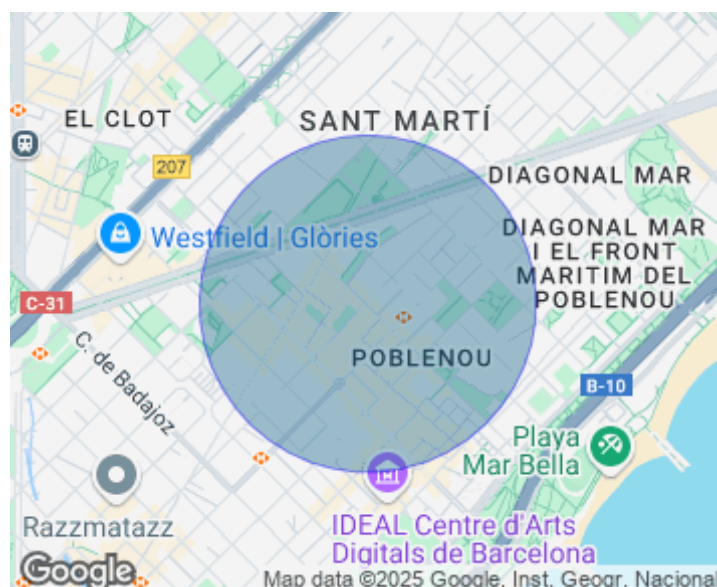 EL CLOT
SANT MARTÍ
207
DIAGONAL MAR
Westfield | Glòries
DIAGONAL MAR
I EL FRONT
MARITIM DEL
POBLENOU
C-31
C. de Badajoz
POBLENOU
B-10
Playa
Mar Bella
Razzmatazz
IDEAL Centre d'Arts
Digitals de Barcelona
Google
Map data ©2025 Google, Inst. Geogr. Nacional